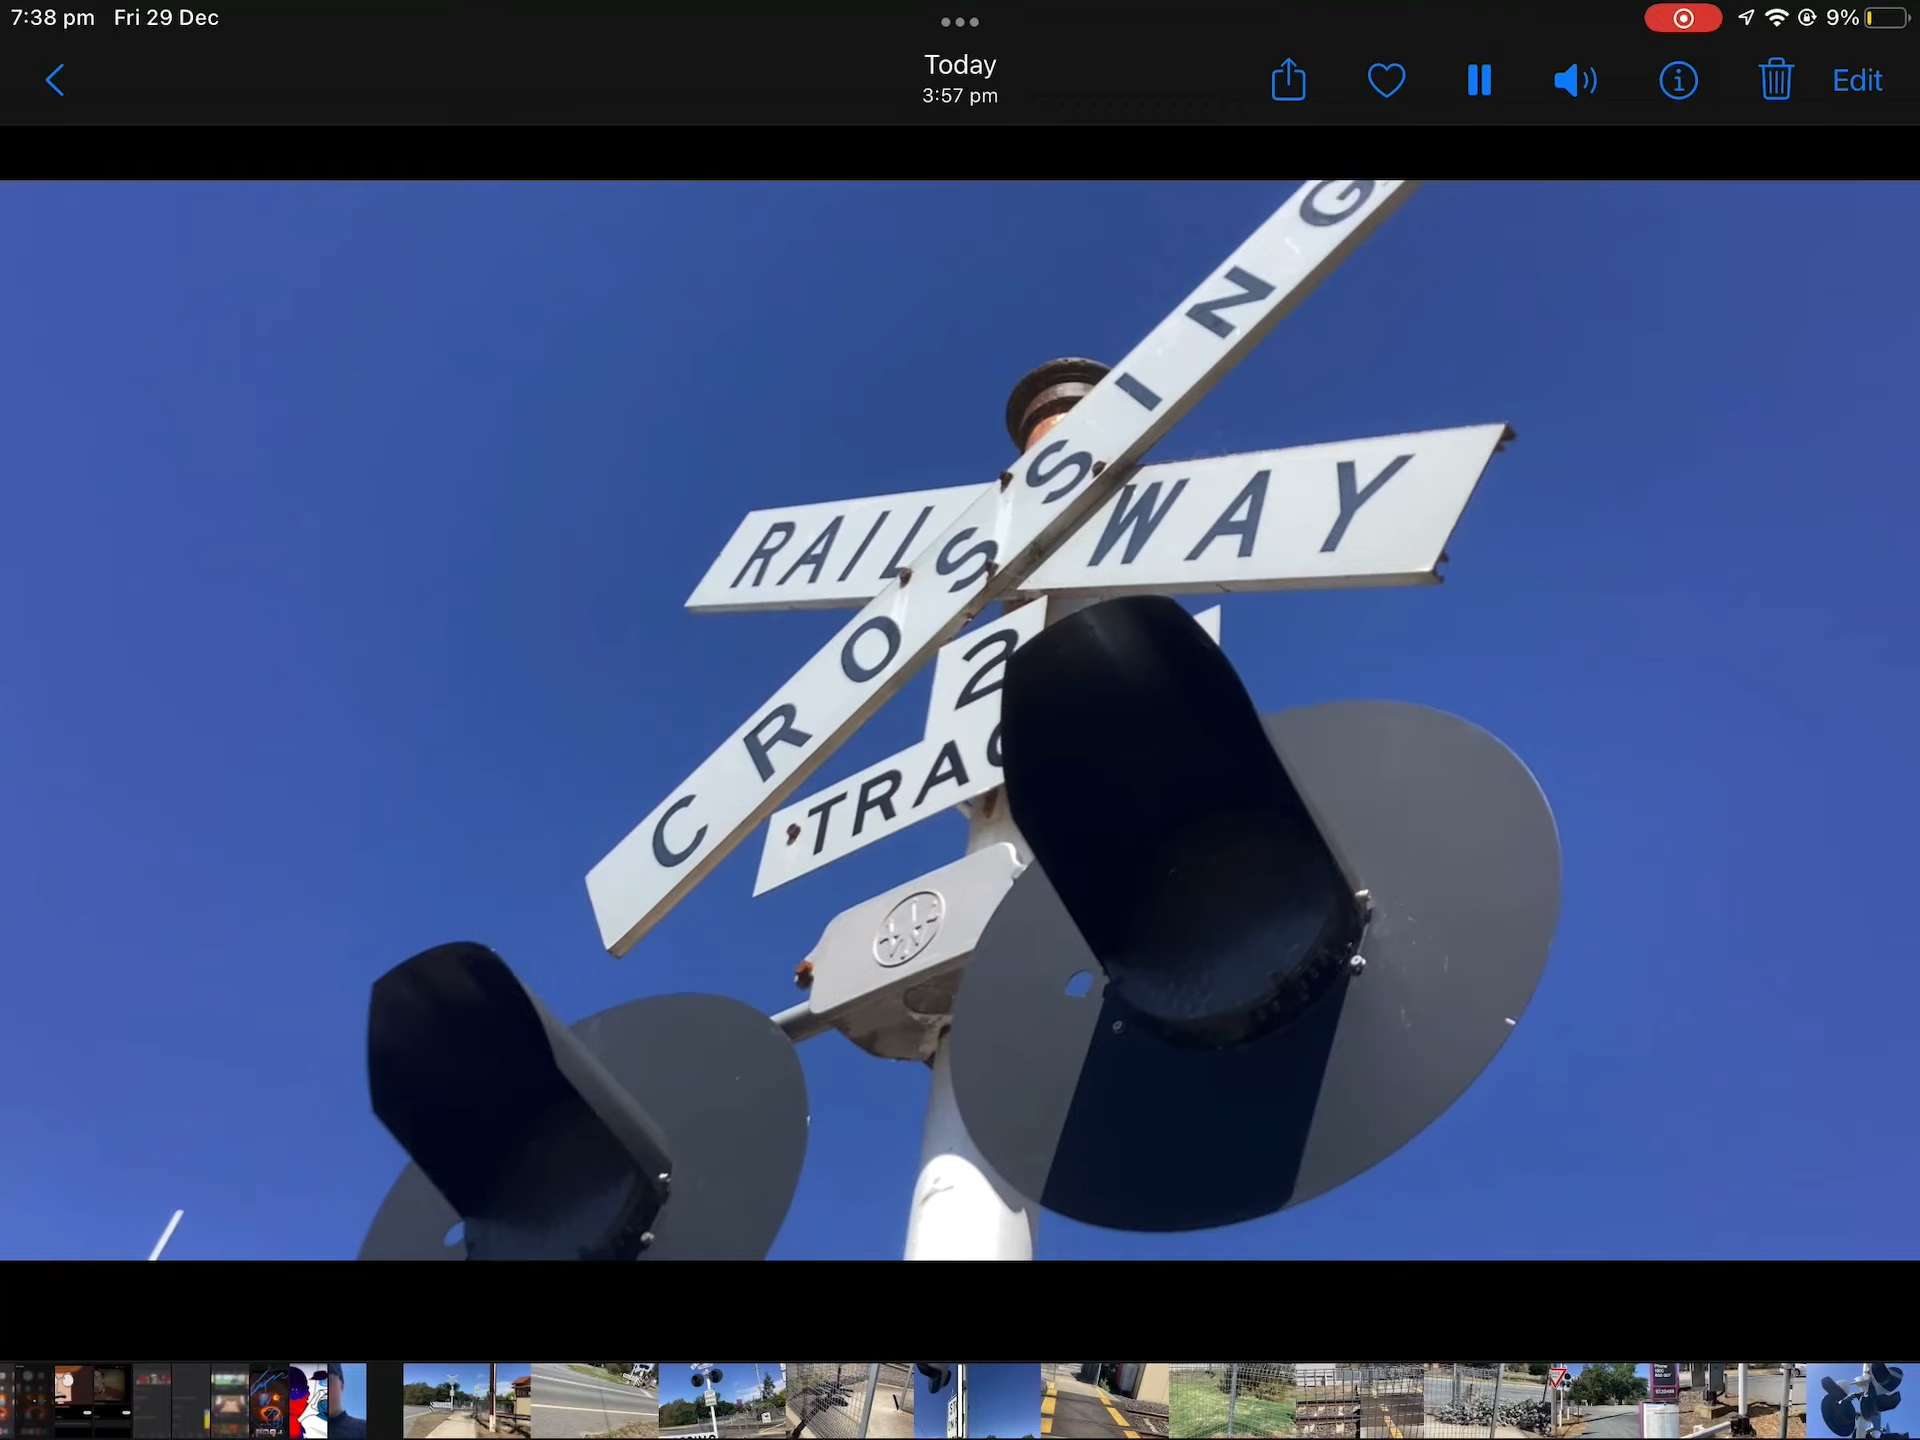 7:38 pm Fri 29 Dec
9%
Today
3:57 pm
Edit
RAILWAY
CROSSING
2
TRAC